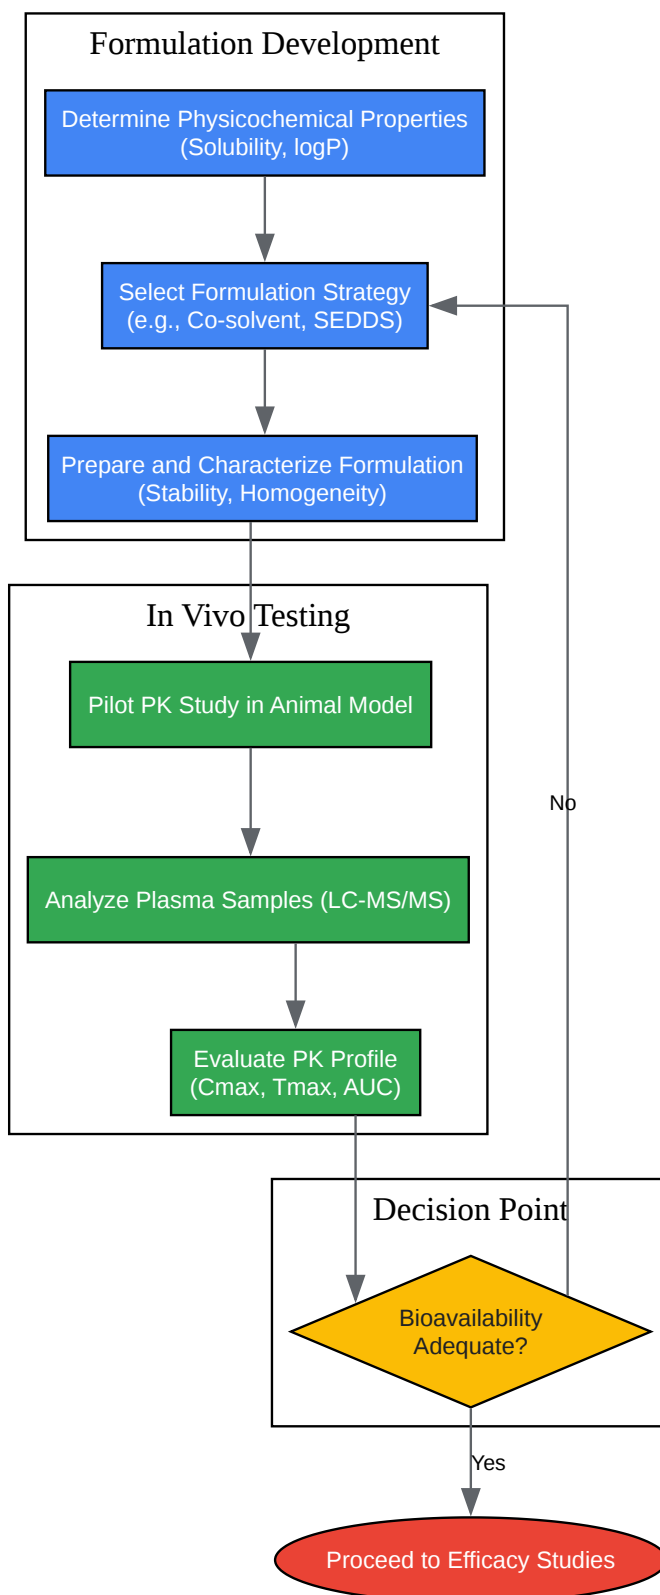 Formulation Development
Determine Physicochemical Properties
(Solubility, logP)
Select Formulation Strategy
(e.g., Co-solvent, SEDDS)
Prepare and Characterize Formulation
(Stability, Homogeneity)
In Vivo Testing
Pilot PK Study in Animal Model
No
Analyze Plasma Samples (LC-MS/MS)
Evaluate PK Profile
(Cmax, Tmax, AUC)
Decision Point
Bioavailability
Adequate?
Yes
Proceed to Efficacy Studies